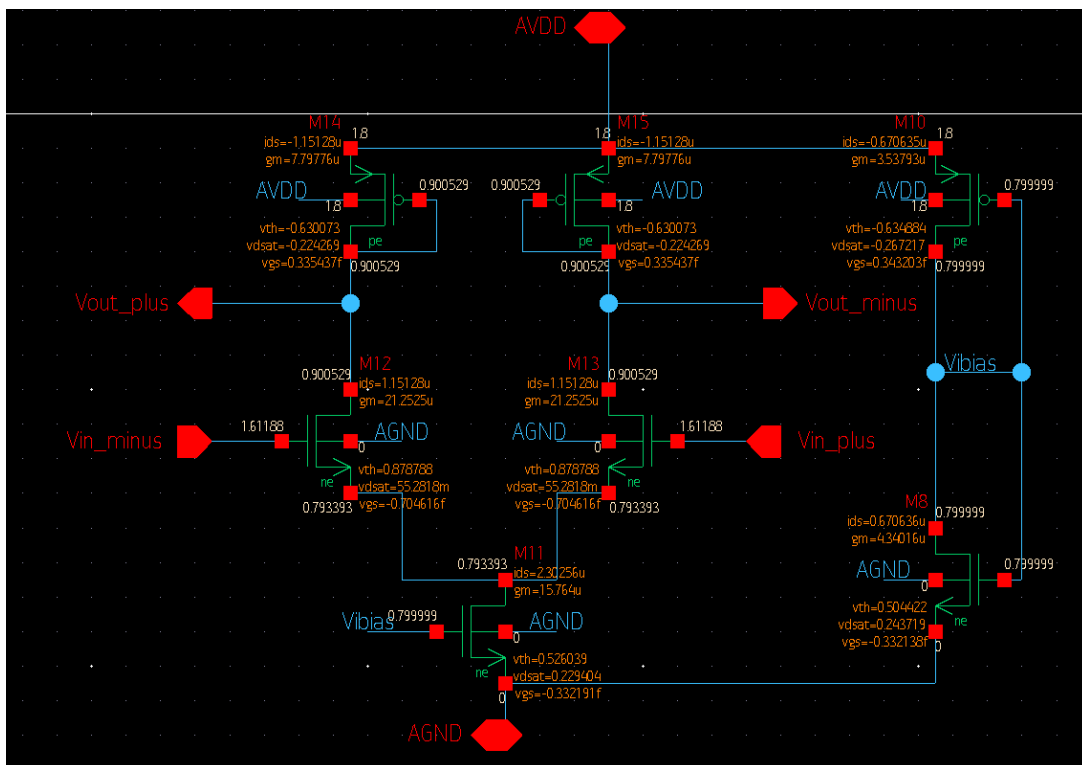 AVDD
M14
1.8
ids=-1.15128u
gm=7.79776u
AVDD
1.8
0.900529
vth=-0.630073
vdsat=-0.224269
vgs=0.335437f
pe
0.900529
M15
1.8
ids=-1.15128u
gm=7.79776u
0.900529
AVDD
1.8
vth=-0.630073
vdsat=-0.224269
vgs=0.335437f
pe
0.900529
M10
1.8
ids=-0.670635u
gm=3.53793u
AVDD
1.8
0.799999
vth=-0.634884
vdsat=-0.267217
vgs=0.343203f
pe
0.799999
Vout_plus
Vout_minus
Vibias
M12
0.900529
ids=1.15128u
gm=21.2525u
1.61188
Vin_minus
AGND
0
vth=0.878788
vdsat=55.2818m
vgs=-0.704616f
ne
0.793393
M13
0.900529
ids=1.15128u
gm=21.2525u
1.61188
AGND
0
Vin_plus
vth=0.878788
vdsat=55.2818m
vgs=-0.704616f
ne
0.793393
M11
0.793393
ids=2.30256u
gm=15.764u
Vibias
0.799999
AGND
0
vth=0.526039
vdsat=0.229404
vgs=-0.332191f
ne
0
M8
0.799999
ids=0.670636u
gm=4.34016u
AGND
0
0.799999
vth=0.504422
vdsat=0.243719
vgs=-0.332138f
ne
0
AGND